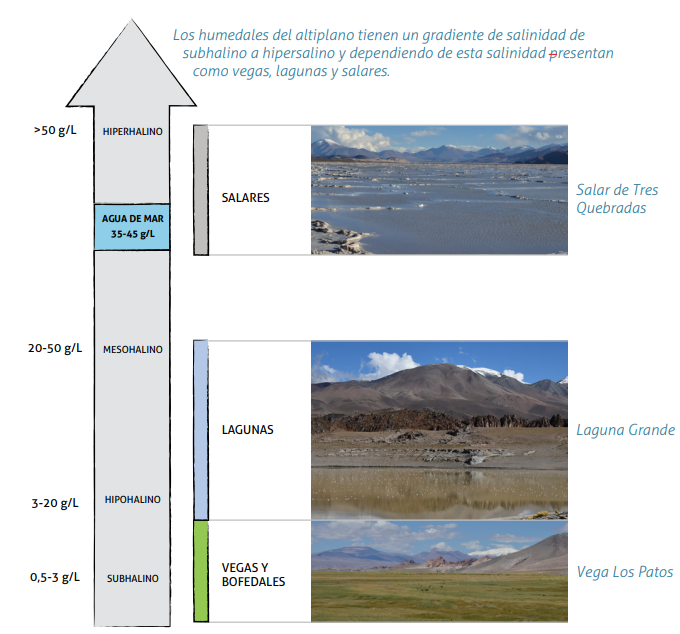 Los humedales del altiplano tienen un gradiente de salinidad de
subhalino a hipersalino y dependiendo de esta salinidad presentan
como vegas, lagunas y salares.
>50 g/L
HIPERHALINO
SALARES
Salar de Tres
Quebradas
AGUA DE MAR
35-45 g/L
20-50 g/L
MESOHALINO
LAGUNAS
Laguna Grande
3-20 g/L
HIPOHALINO
0,5-3 g/L
SUBHALINO
VEGAS Y
BOFEDALES
Vega Los Patos